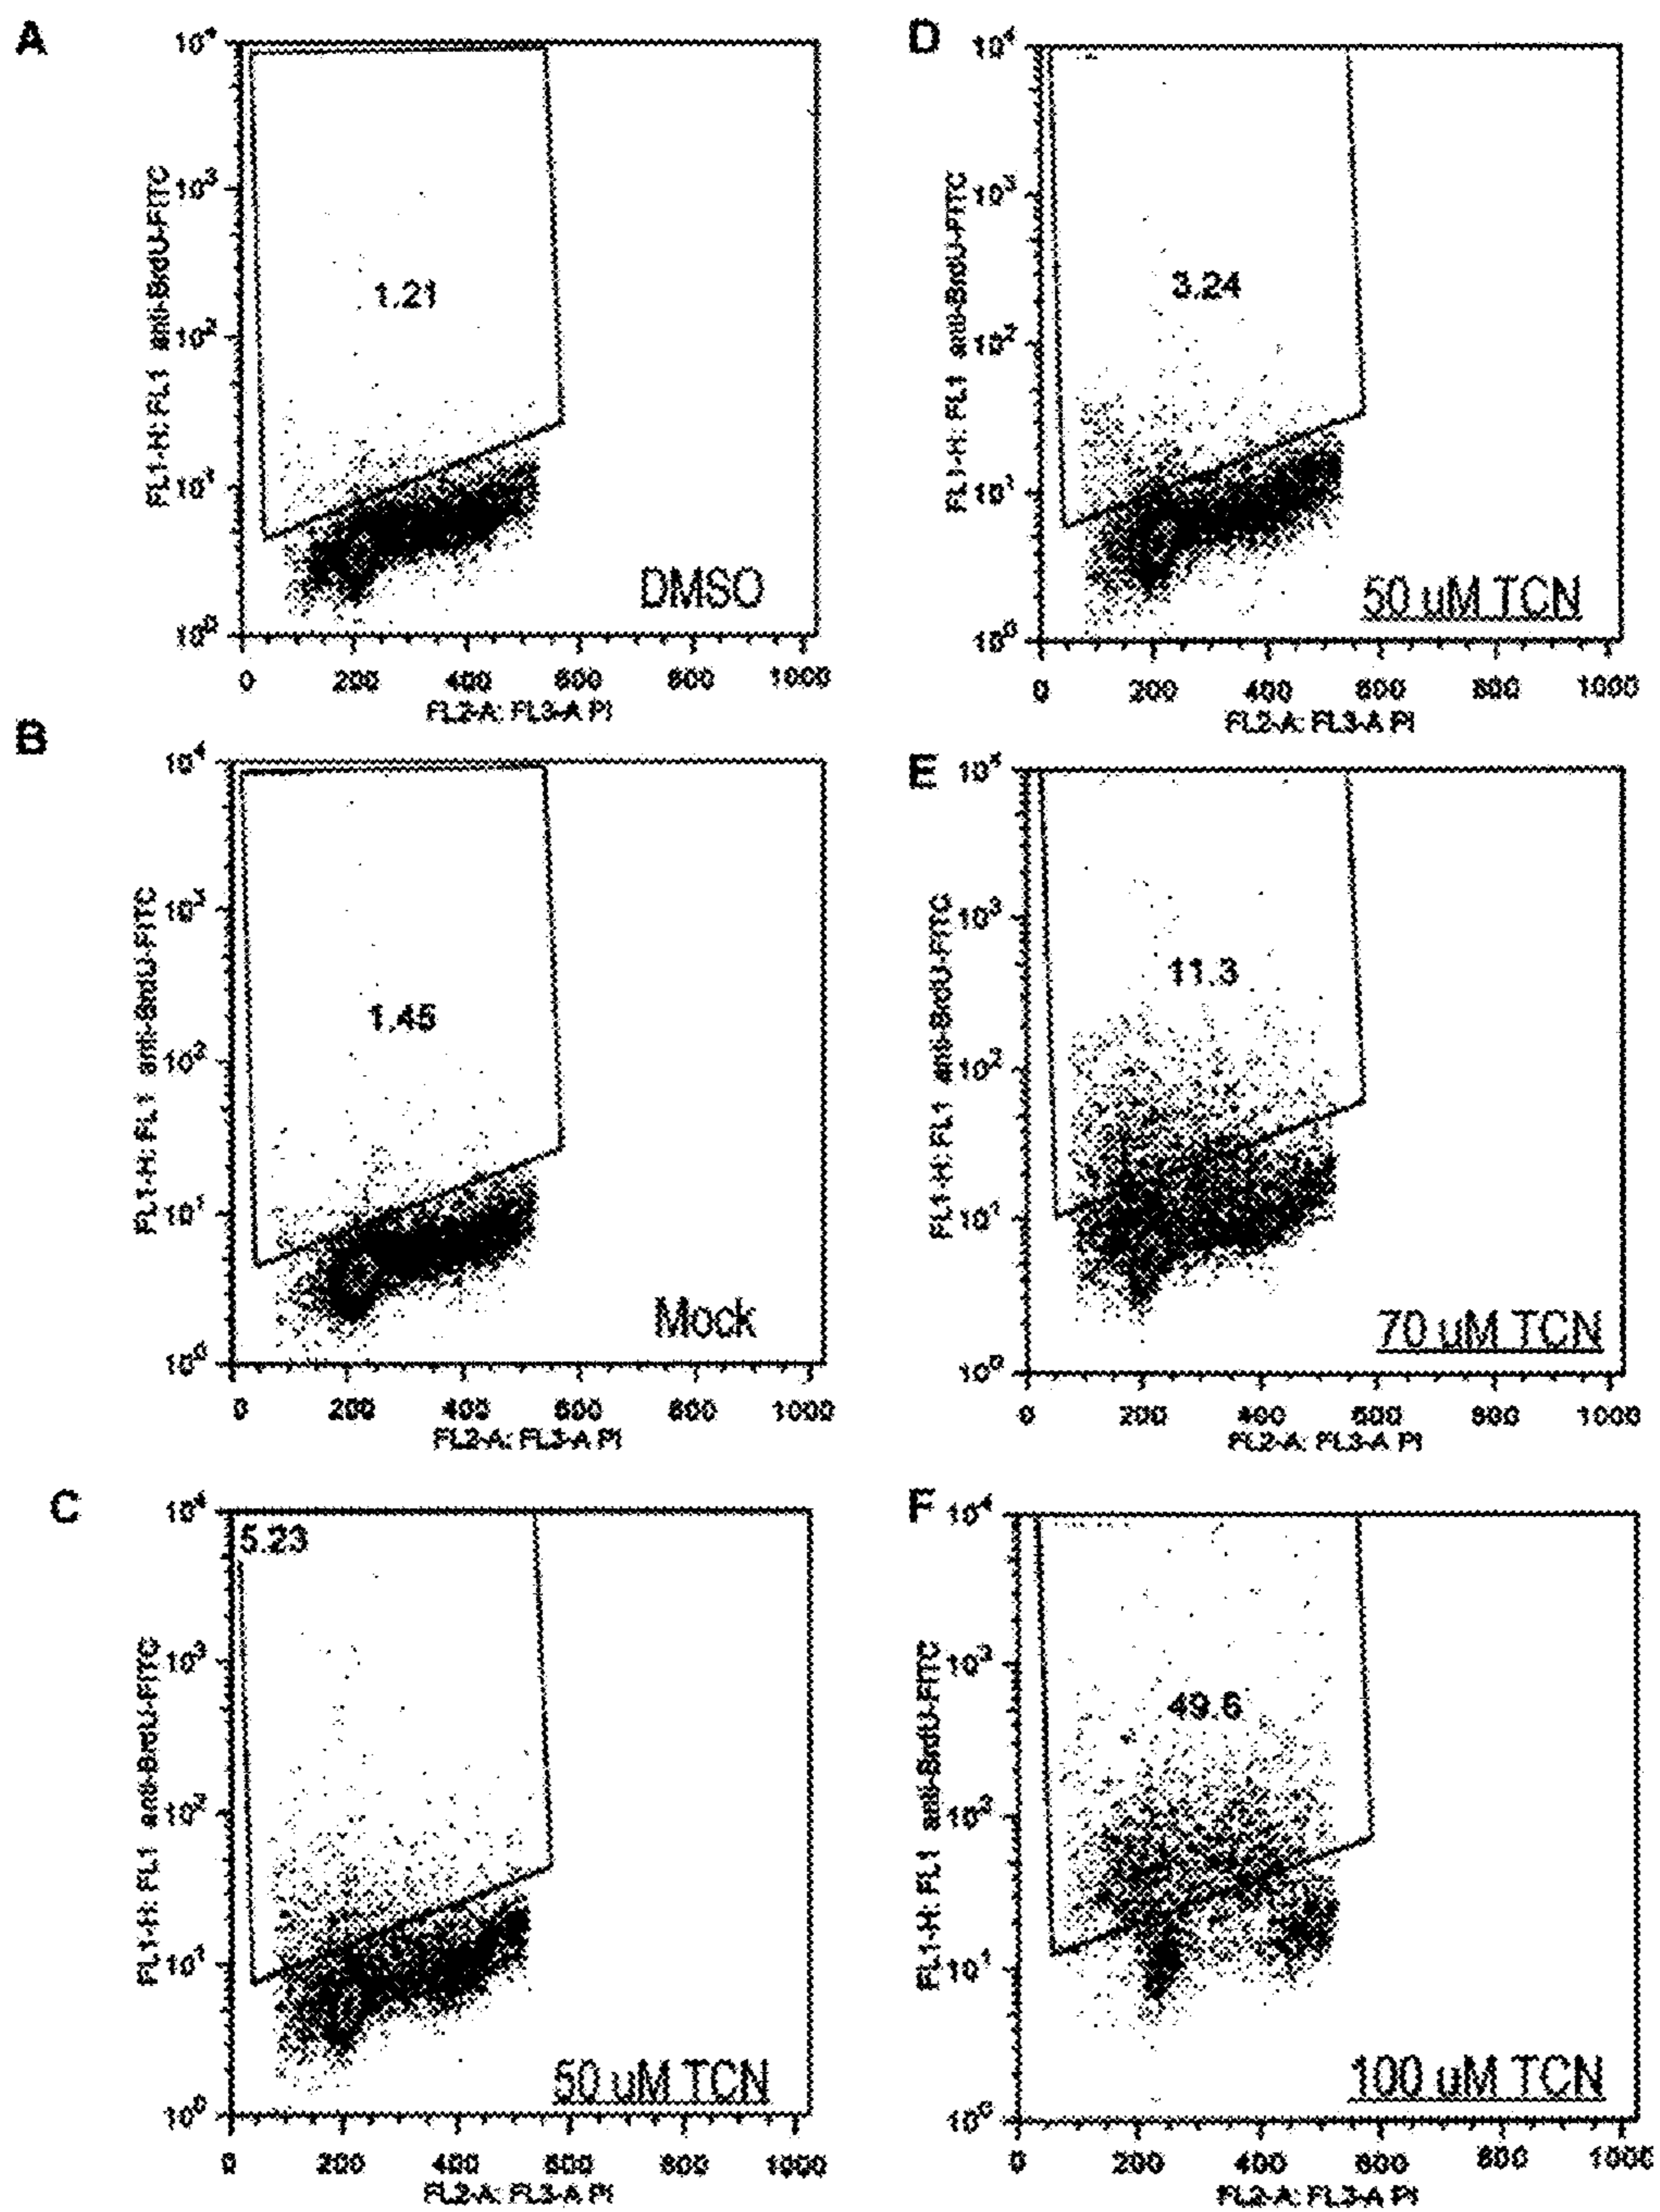 A
10⁴
10³
10²
10¹
10⁰
FL1-H: FL1 anti-BrdU-FITC
1.21
DMSO
0 200 400 600 800 1000
FL2-A: FL3-A PI
B
10⁴
10³
10²
10¹
10⁰
FL1-H: FL1 anti-BrdU-FITC
1.45
Mock
0 200 400 600 800 1000
FL2-A: FL3-A PI
C
10⁴
5.23
10³
10²
10¹
10⁰
FL1-H: FL1 anti-BrdU-FITC
50 uM TCN
0 200 400 600 800 1000
FL2-A: FL3-A PI
D
10⁴
10³
10²
10¹
10⁰
FL1-H: FL1 anti-BrdU-FITC
3.24
50 uM TCN
0 200 400 600 800 1000
FL2-A: FL3-A PI
E
10⁴
10³
10²
10¹
10⁰
FL1-H: FL1 anti-BrdU-FITC
11.3
70 uM TCN
0 200 400 600 800 1000
FL2-A: FL3-A PI
F
10⁴
10³
10²
10¹
10⁰
FL1-H: FL1 anti-BrdU-FITC
49.6
100 uM TCN
0 200 400 600 800 1000
FL2-A: FL3-A PI